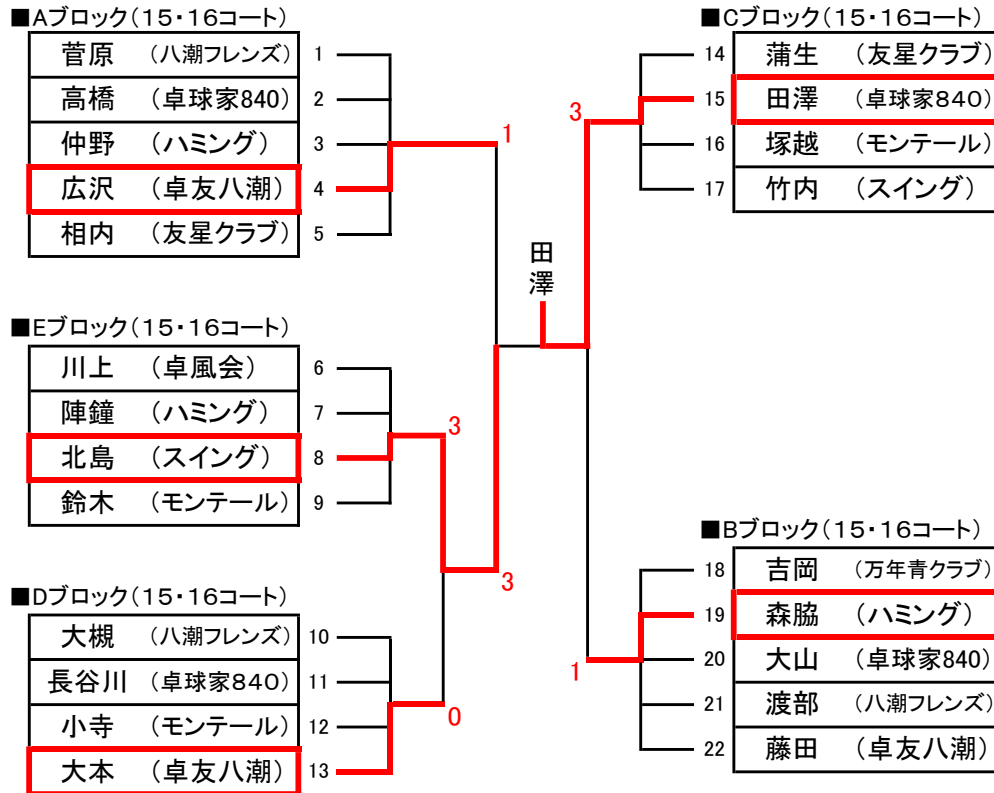 ■Aブロック(15・16コート)
菅原 (八潮フレンズ) 1
高橋 (卓球家840) 2
仲野 (ハミング) 3
広沢 (卓友八潮) 4
相内 (友星クラブ) 5
1
■Eブロック(15・16コート)
川上 (卓風会) 6
陣鐘 (ハミング) 7
北島 (スイング) 8
鈴木 (モンテール) 9
3
3
■Dブロック(15・16コート)
大槻 (八潮フレンズ) 10
長谷川 (卓球家840) 11
小寺 (モンテール) 12
大本 (卓友八潮) 13
0
田澤
■Cブロック(15・16コート)
14 蒲生 (友星クラブ)
15 田澤 (卓球家840)
16 塚越 (モンテール)
17 竹内 (スイング)
3
■Bブロック(15・16コート)
18 吉岡 (万年青クラブ)
19 森脇 (ハミング)
20 大山 (卓球家840)
21 渡部 (八潮フレンズ)
22 藤田 (卓友八潮)
1